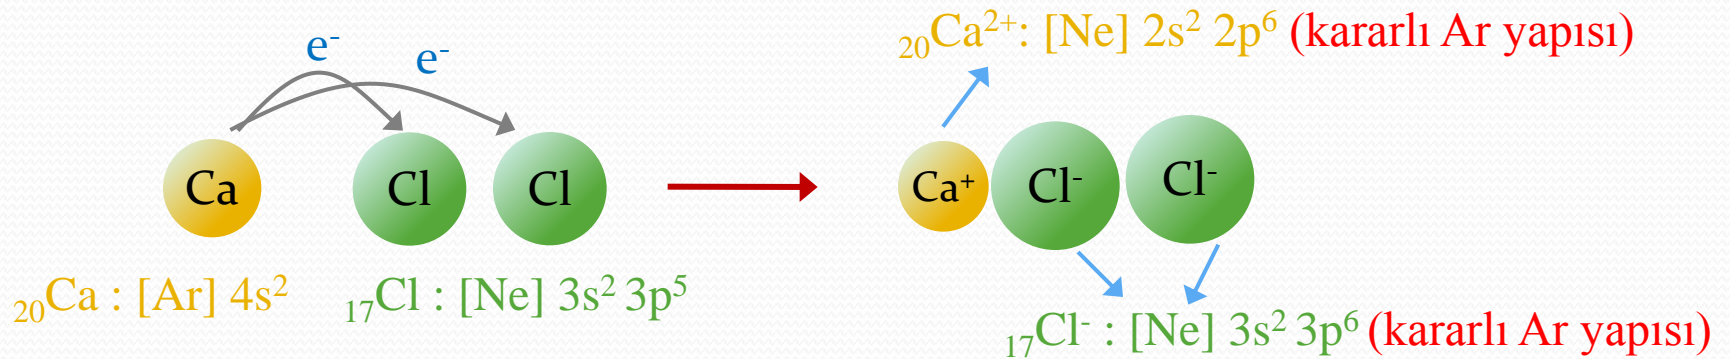 e⁻ e⁻
Ca Cl Cl
₂₀Ca : [Ar] 4s² ₁₇Cl : [Ne] 3s² 3p⁵
₂₀Ca²⁺: [Ne] 2s² 2p⁶ (kararlı Ar yapısı)
Ca⁺ Cl⁻ Cl⁻
₁₇Cl⁻ : [Ne] 3s² 3p⁶ (kararlı Ar yapısı)